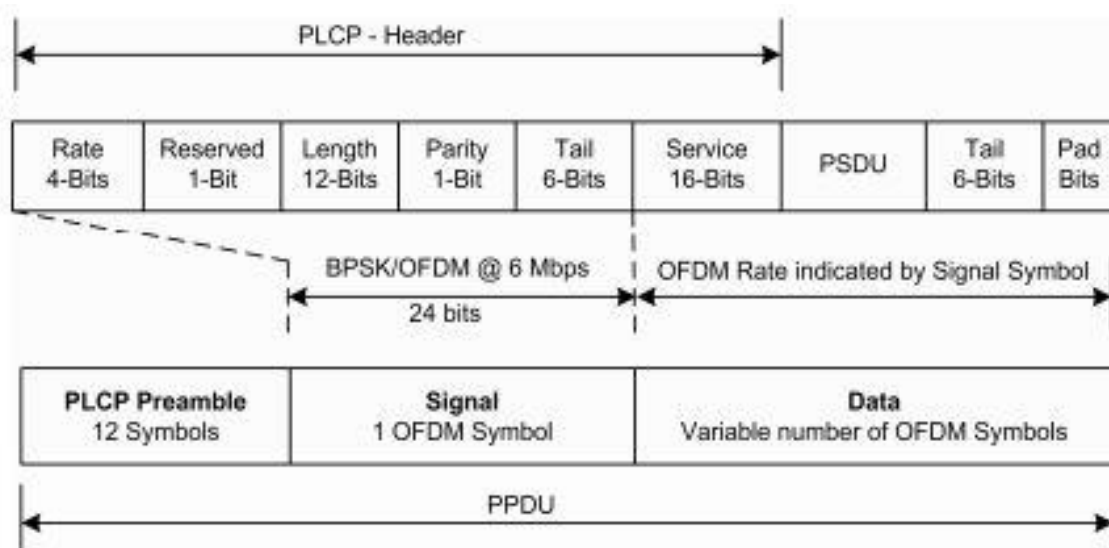 PLCP - Header
Rate
4-Bits
Reserved
1-Bit
Length
12-Bits
Parity
1-Bit
Tail
6-Bits
Service
16-Bits
PSDU
Tail
6-Bits
Pad
Bits
BPSK/OFDM @ 6 Mbps
24 bits
OFDM Rate indicated by Signal Symbol
PLCP Preamble
12 Symbols
Signal
1 OFDM Symbol
Data
Variable number of OFDM Symbols
PPDU